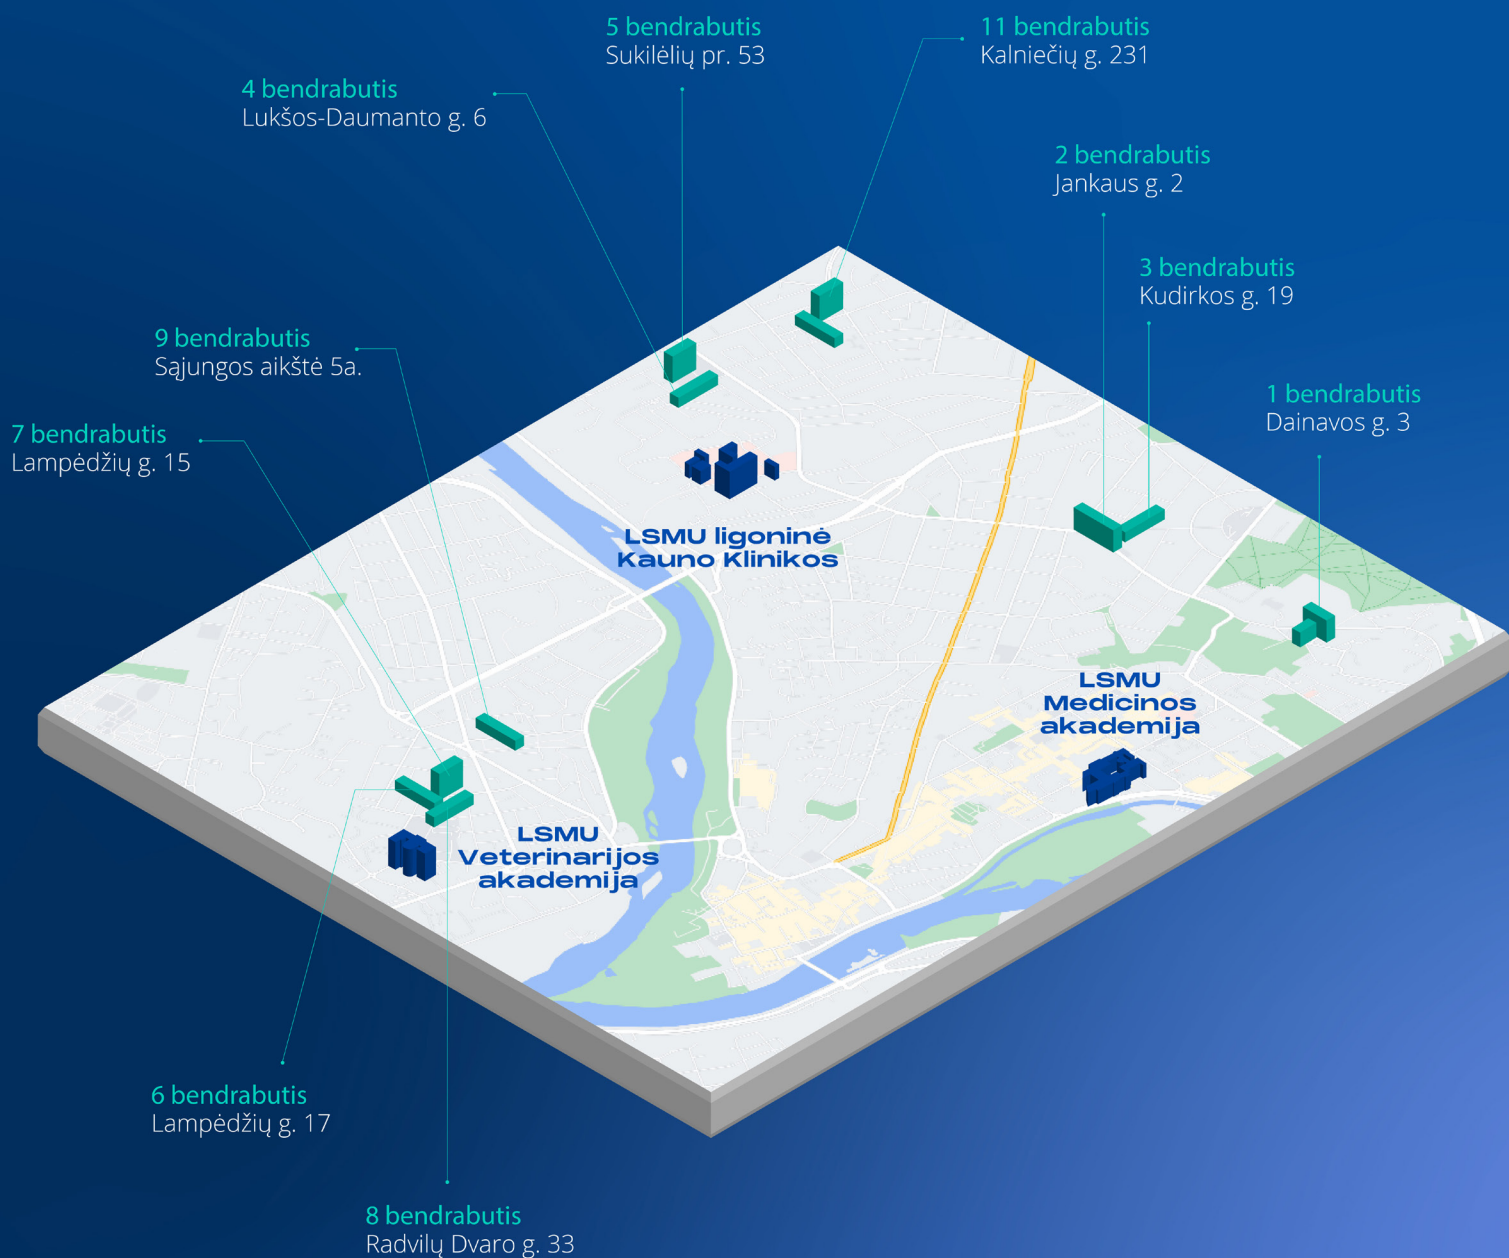 5 bendrabutis
Sukilėlių pr. 53
11 bendrabutis
Kalniečių g. 231
4 bendrabutis
Lukšos-Daumanto g. 6
2 bendrabutis
Jankaus g. 2
3 bendrabutis
Kudirkos g. 19
9 bendrabutis
Sąjungos aikštė 5a.
1 bendrabutis
Dainavos g. 3
7 bendrabutis
Lampėdžių g. 15
LSMU ligoninė
Kauno Klinikos
LSMU
Medicinos
akademija
LSMU
Veterinarijos
akademija
6 bendrabutis
Lampėdžių g. 17
8 bendrabutis
Radvilų Dvaro g. 33